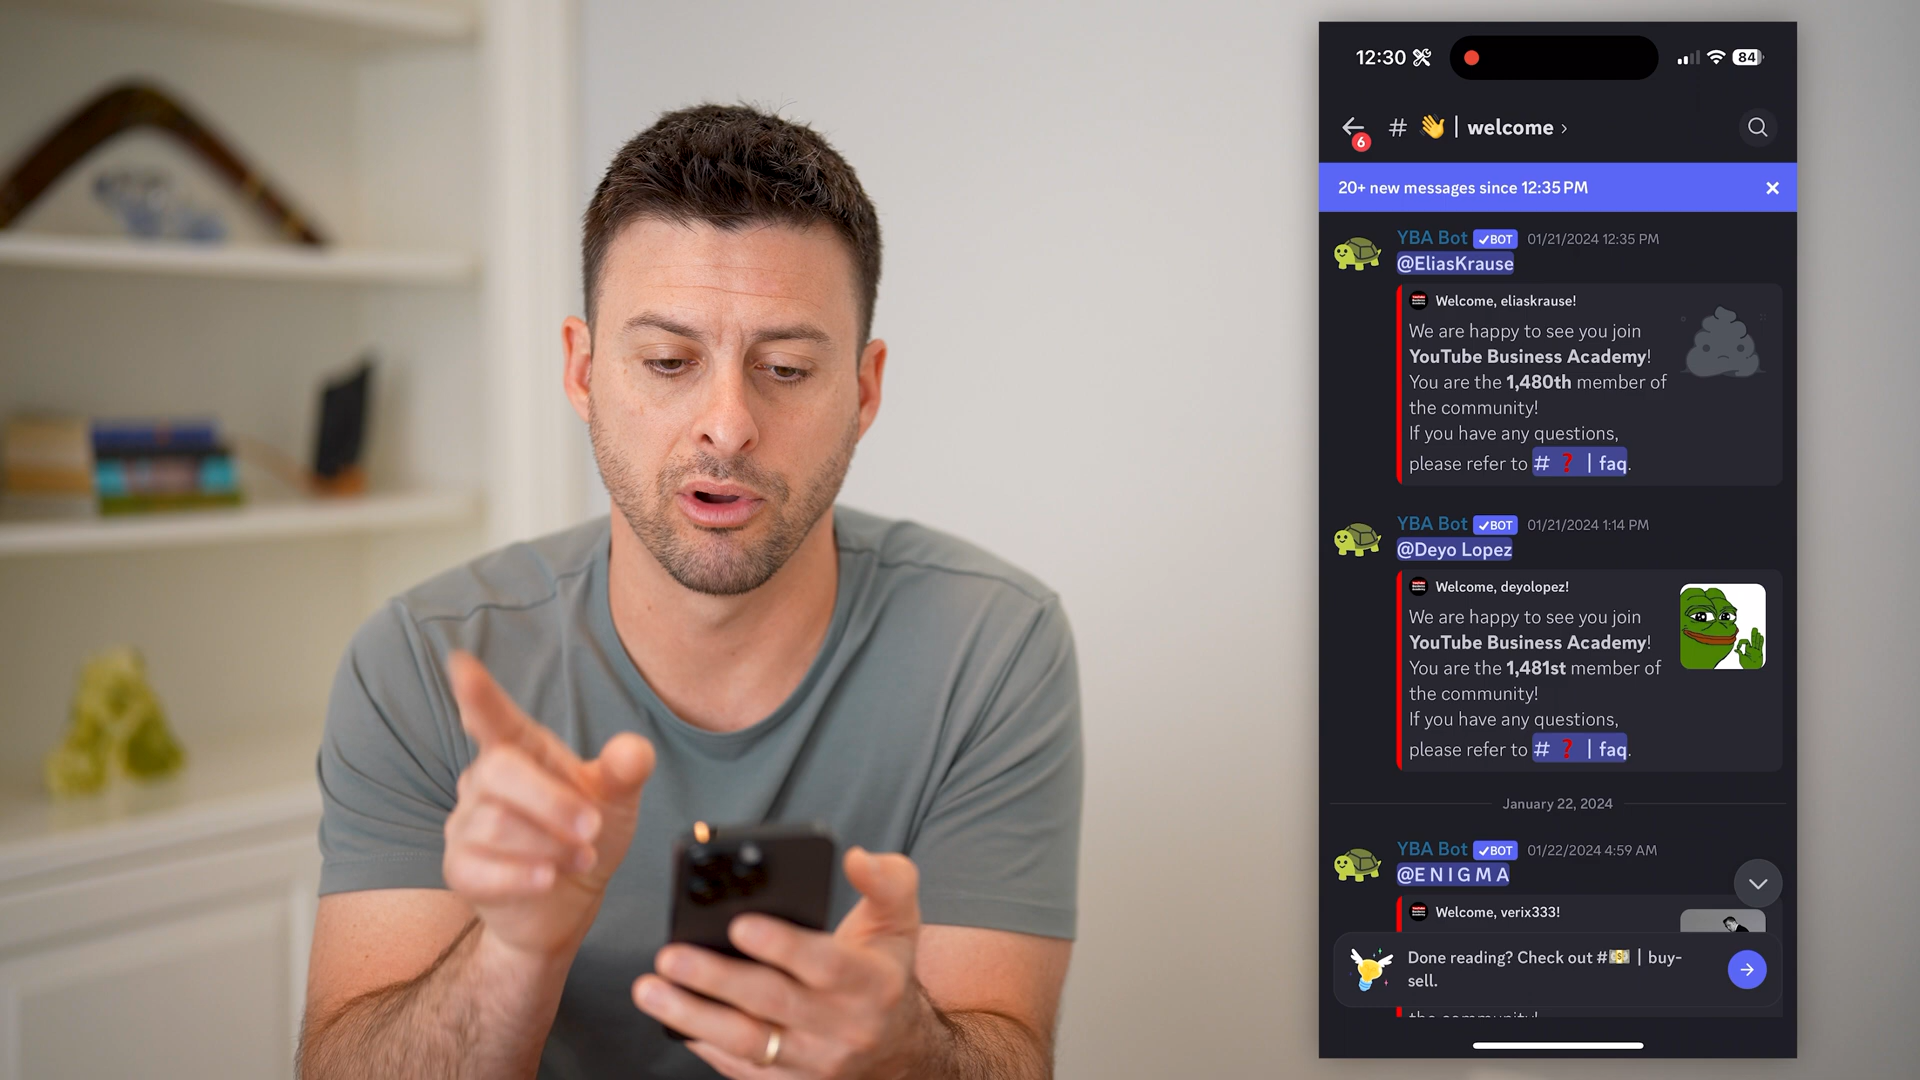 12:30
84
6
# 👋 | welcome ›
20+ new messages since 12:35 PM
YBA Bot ✓BOT 01/21/2024 12:35 PM
@EliasKrause
Welcome, eliaskrause!
We are happy to see you join
YouTube Business Academy!
You are the 1,480th member of
the community!
If you have any questions,
please refer to # ❓ | faq.
YBA Bot ✓BOT 01/21/2024 1:14 PM
@Deyo Lopez
Welcome, deyolopez!
We are happy to see you join
YouTube Business Academy!
You are the 1,481st member of
the community!
If you have any questions,
please refer to # ❓ | faq.
January 22, 2024
YBA Bot ✓BOT 01/22/2024 4:59 AM
@E N I G M A
Welcome, verix333!
Done reading? Check out #💵 | buy-
sell.
the community!